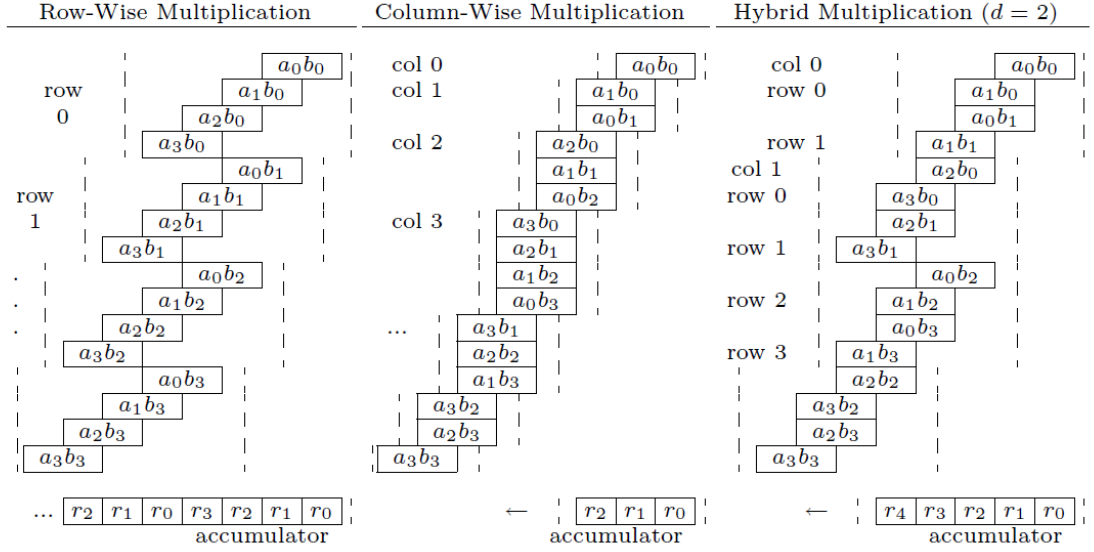 Row-Wise Multiplication
row
0
a₀b₀
a₁b₀
a₂b₀
a₃b₀
row
1
a₀b₁
a₁b₁
a₂b₁
a₃b₁
.
.
.
a₀b₂
a₁b₂
a₂b₂
a₃b₂
a₀b₃
a₁b₃
a₂b₃
a₃b₃
... r₂ r₁ r₀ r₃ r₂ r₁ r₀
accumulator
Column-Wise Multiplication
col 0 a₀b₀
col 1 a₁b₀
a₀b₁
col 2 a₂b₀
a₁b₁
a₀b₂
col 3 a₃b₀
a₂b₁
a₁b₂
a₀b₃
... a₃b₁
a₂b₂
a₁b₃
a₃b₂
a₂b₃
a₃b₃
← r₂ r₁ r₀
accumulator
Hybrid Multiplication (d = 2)
col 0 a₀b₀
row 0 a₁b₀
a₀b₁
row 1 a₁b₁
col 1 a₂b₀
row 0 a₃b₀
a₂b₁
row 1 a₃b₁
a₀b₂
row 2 a₁b₂
a₀b₃
row 3 a₁b₃
a₂b₂
a₃b₂
a₂b₃
a₃b₃
← r₄ r₃ r₂ r₁ r₀
accumulator